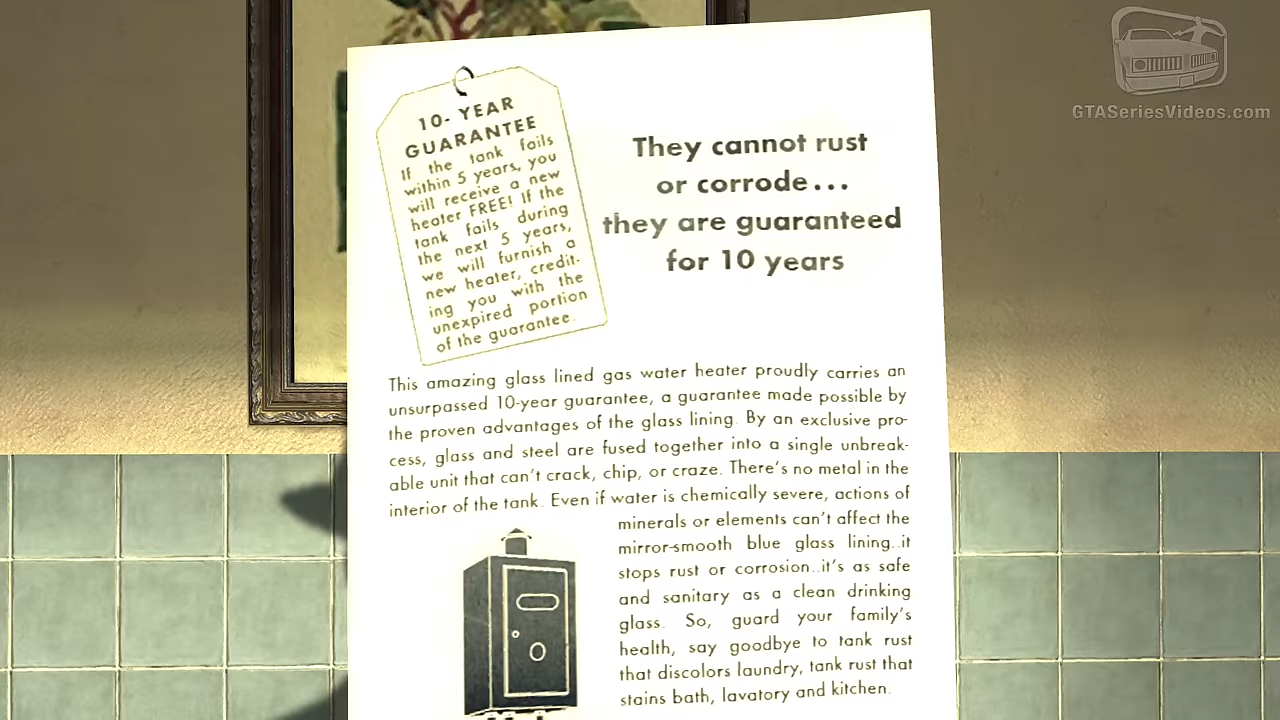 GTASeriesVideos.com
10- YEAR
GUARANTEE
If the tank fails
within 5 years, you
will receive a new
heater FREE! If the
tank fails during
the next 5 years,
we will furnish a
new heater, credit-
ing you with the
unexpired portion
of the guarantee.
They cannot rust
or corrode...
they are guaranteed
for 10 years
This amazing glass lined gas water heater proudly carries an
unsurpassed 10-year guarantee, a guarantee made possible by
the proven advantages of the glass lining. By an exclusive pro-
cess, glass and steel are fused together into a single unbreak-
able unit that can't crack, chip, or craze. There's no metal in the
interior of the tank. Even if water is chemically severe, actions of
minerals or elements can't affect the
mirror-smooth blue glass lining..it
stops rust or corrosion..it's as safe
and sanitary as a clean drinking
glass. So, guard your family's
health, say goodbye to tank rust
that discolors laundry, tank rust that
stains bath, lavatory and kitchen.